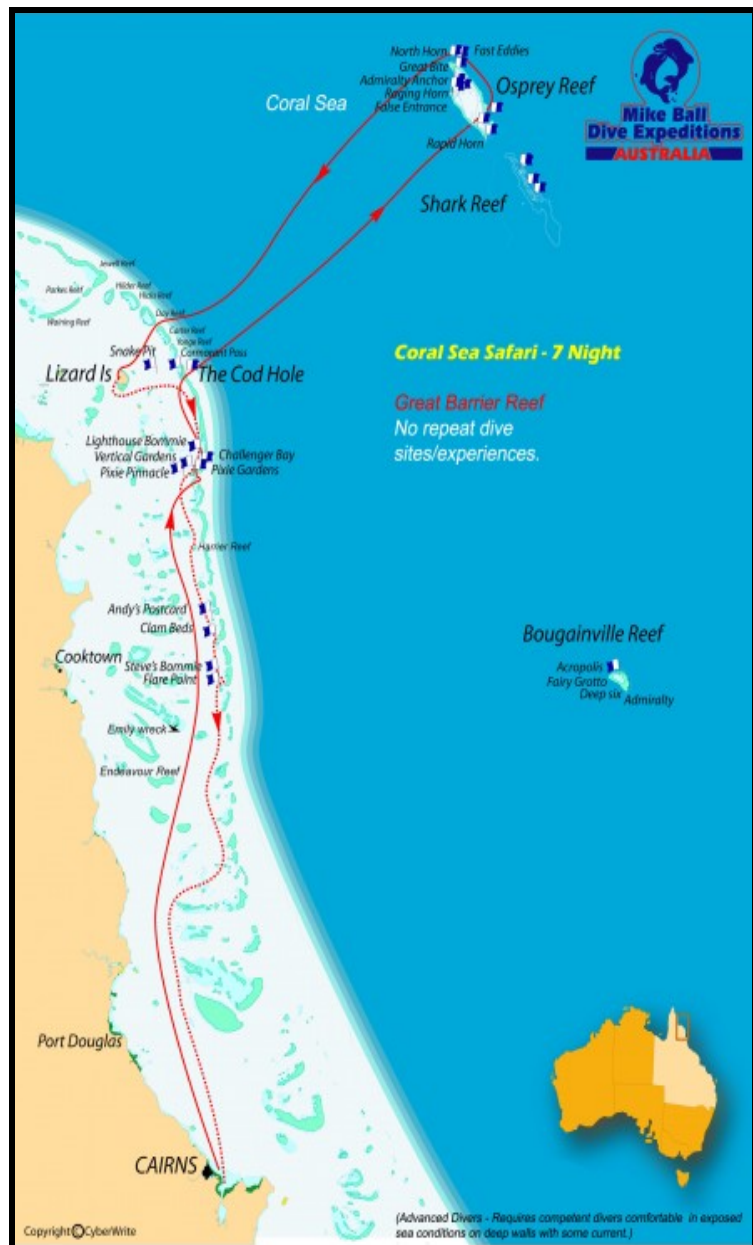 North Horn
Fast Eddies
Great Bite
Admiralty Anchor
Raging Horn
False Entrance
Osprey Reef
Coral Sea
Mike Ball
Dive Expeditions
AUSTRALIA
Rapid Horn
Shark Reef
Jewell Reef
Parkes Reef
Hilder Reef
Hicks Reef
Waining Reef
Day Reef
Carter Reef
Yonge Reef
Snake Pit
Cormorant Pass
Lizard Is
The Cod Hole
Coral Sea Safari - 7 Night
Great Barrier Reef
No repeat dive
sites/experiences.
Lighthouse Bommie
Vertical Gardens
Challenger Bay
Pixie Pinnacle
Pixie Gardens
Harrier Reef
Andy's Postcard
Clam Beds
Bougainville Reef
Cooktown
Steve's Bommie
Flare Point
Acropolis
Fairy Grotto
Deep six
Admiralty
Emily wreck
Endeavour Reef
Port Douglas
CAIRNS
(Advanced Divers - Requires competent divers comfortable in exposed
sea conditions on deep walls with some current.)
Copyright©CyberWrite